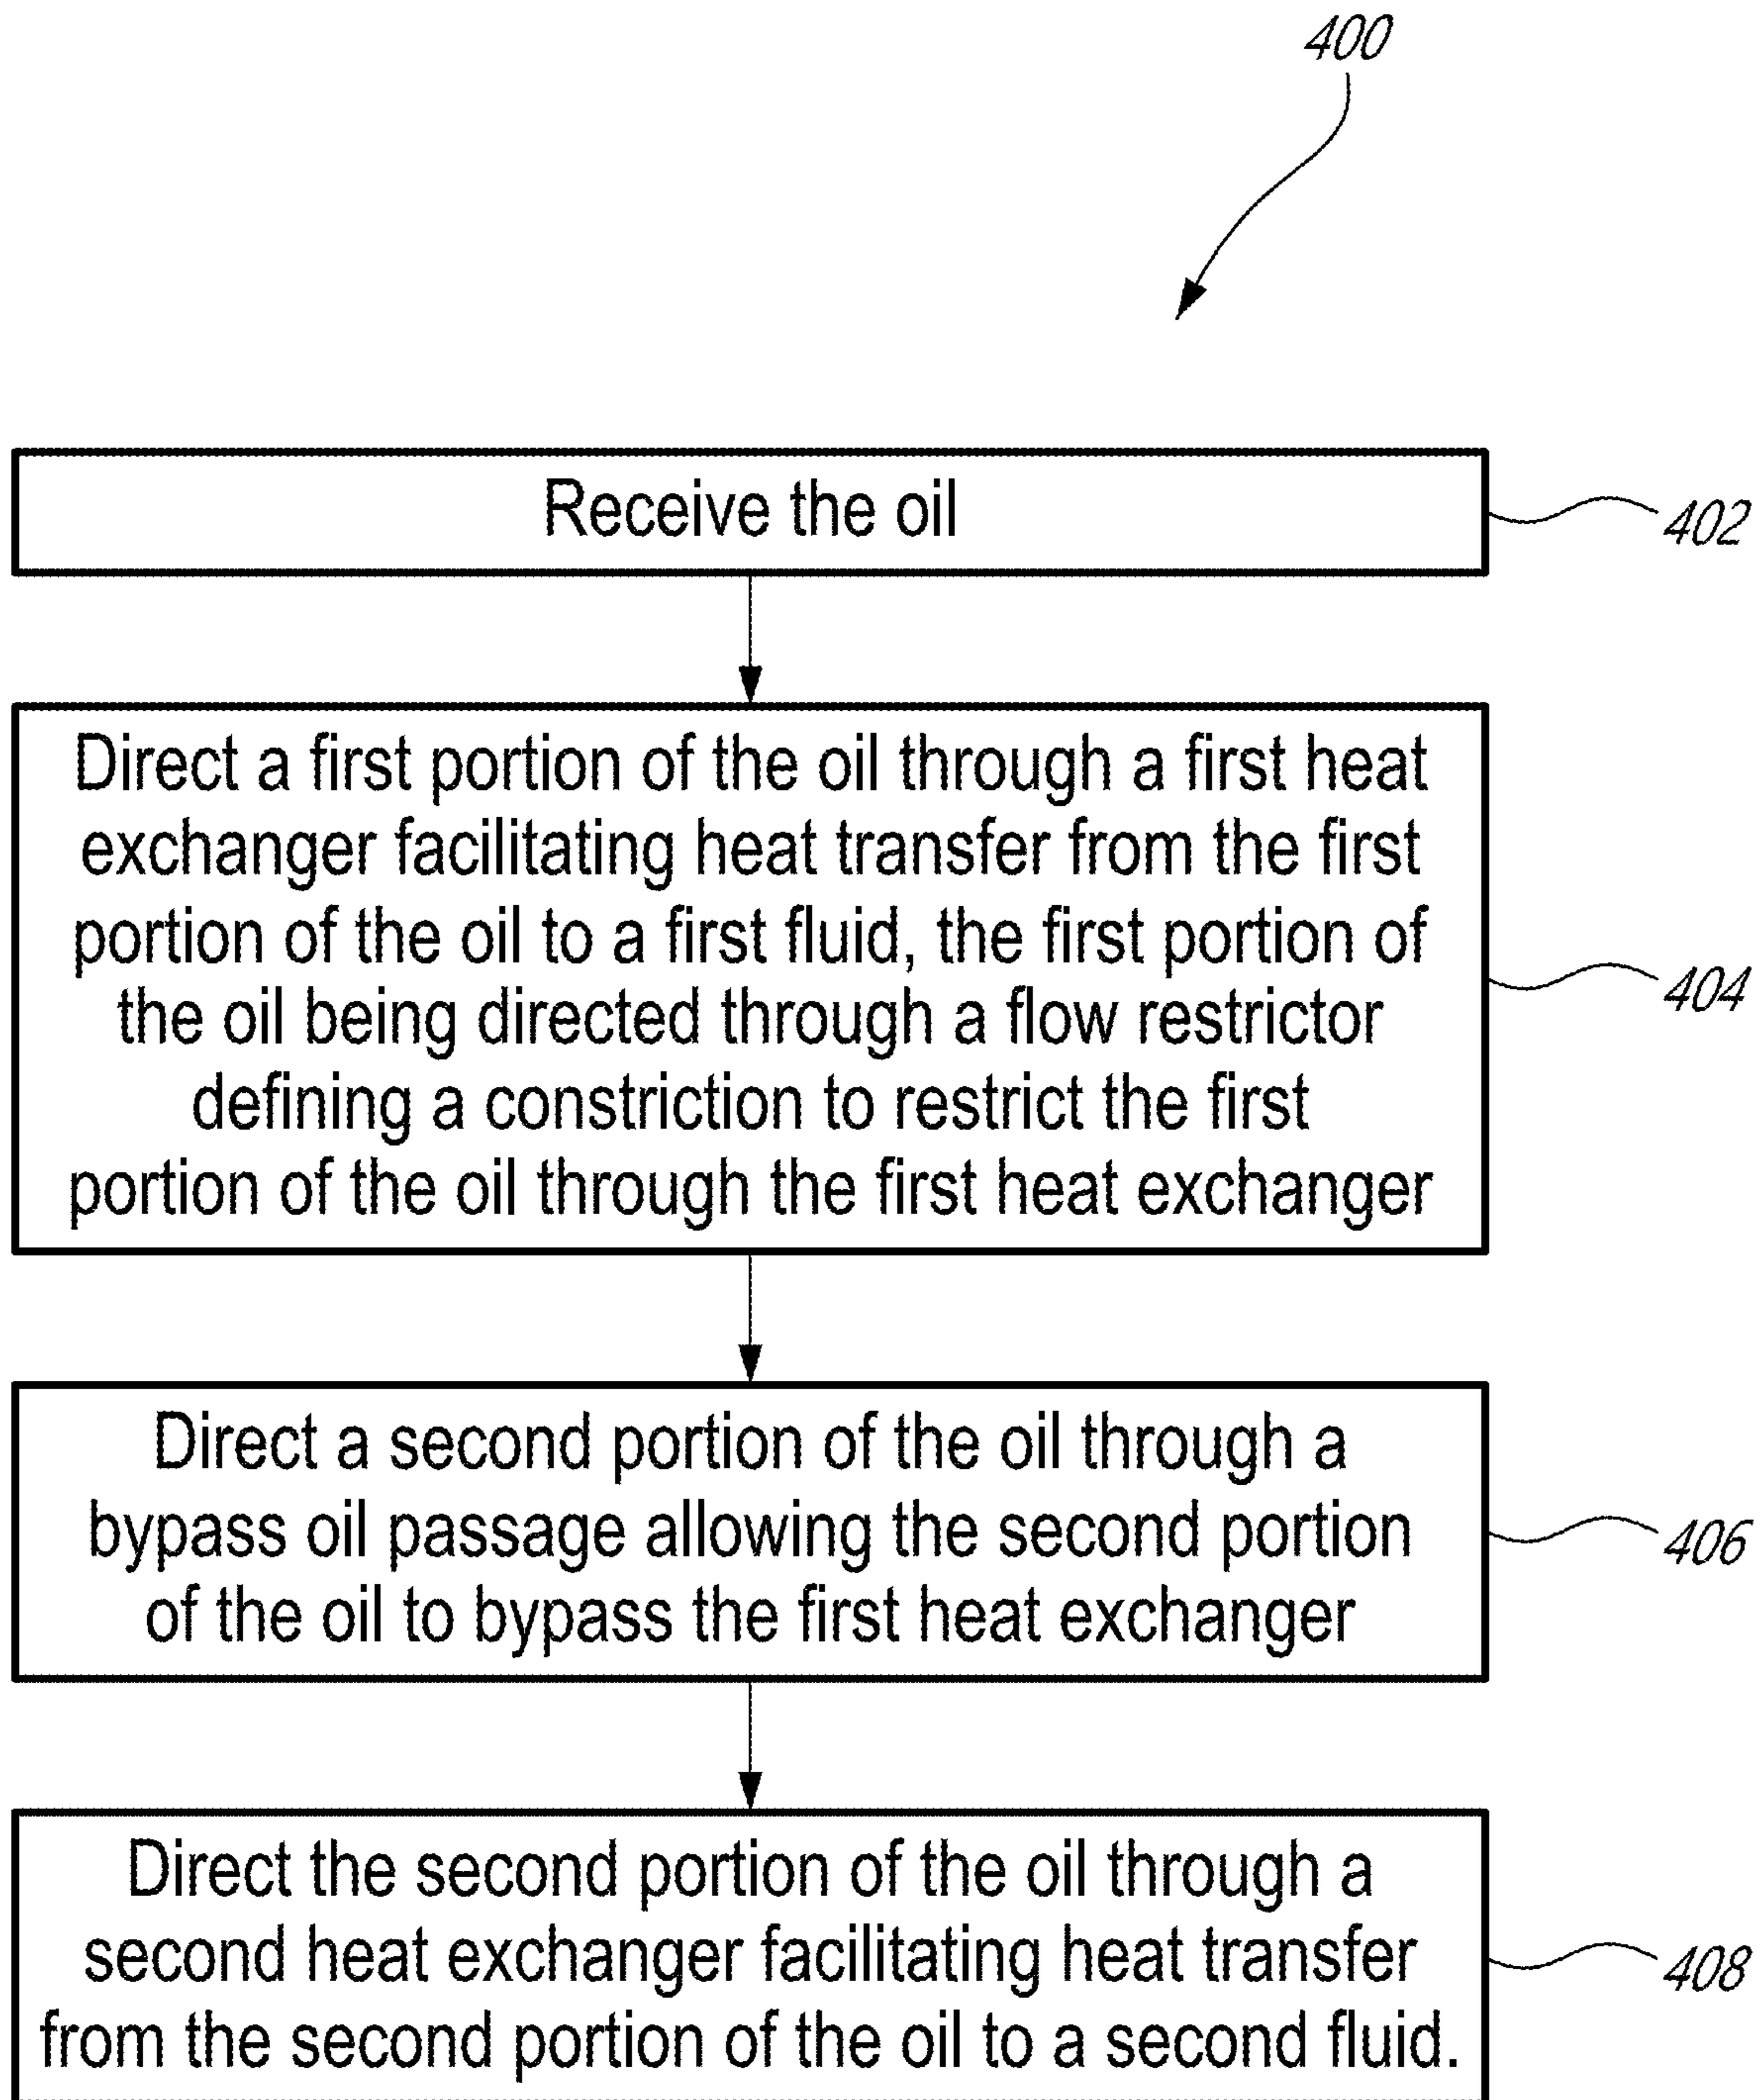 400
Receive the oil
402
Direct a first portion of the oil through a first heat
exchanger facilitating heat transfer from the first
portion of the oil to a first fluid, the first portion of
the oil being directed through a flow restrictor
defining a constriction to restrict the first
portion of the oil through the first heat exchanger
404
Direct a second portion of the oil through a
bypass oil passage allowing the second portion
of the oil to bypass the first heat exchanger
406
Direct the second portion of the oil through a
second heat exchanger facilitating heat transfer
from the second portion of the oil to a second fluid.
408